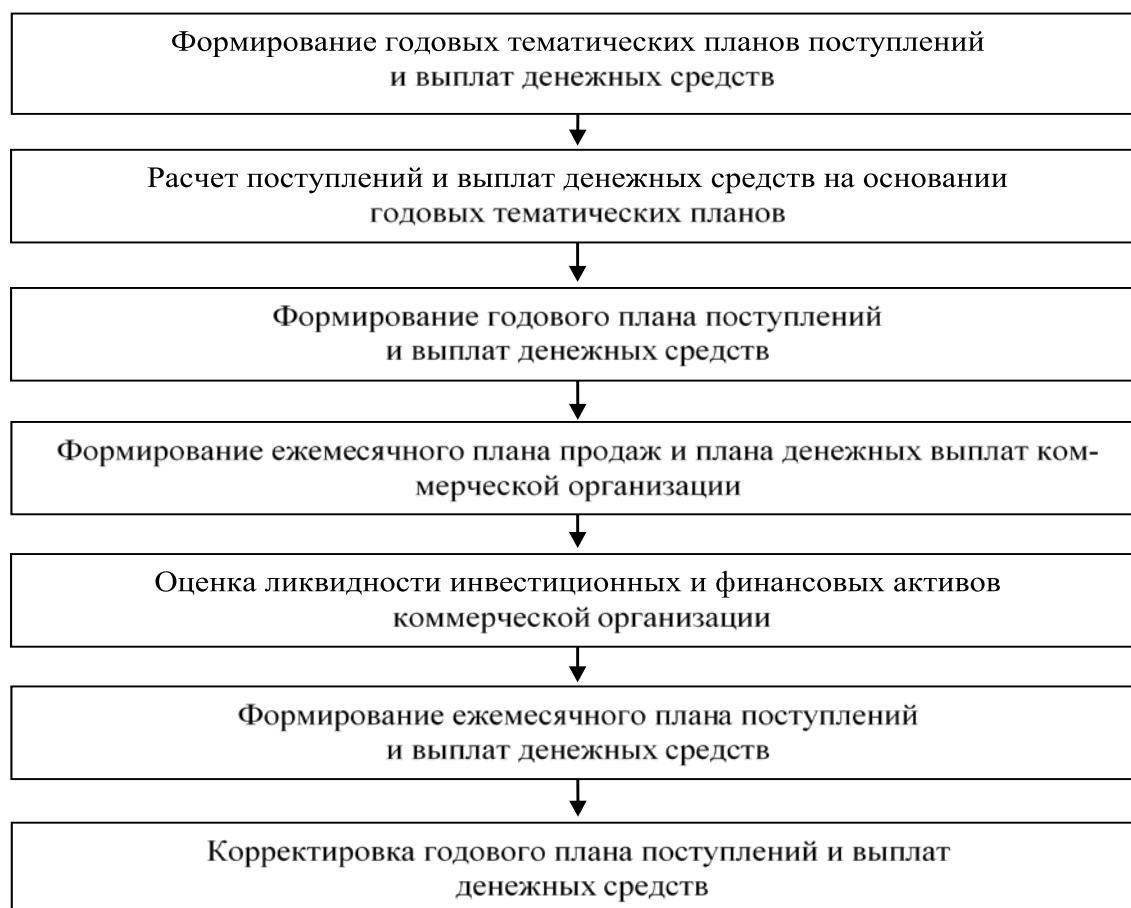 Формирование годовых тематических планов поступлений
и выплат денежных средств
Расчет поступлений и выплат денежных средств на основании
годовых тематических планов
Формирование годового плана поступлений
и выплат денежных средств
Формирование ежемесячного плана продаж и плана денежных выплат ком-
мерческой организации
Оценка ликвидности инвестиционных и финансовых активов
коммерческой организации
Формирование ежемесячного плана поступлений
и выплат денежных средств
Корректировка годового плана поступлений и выплат
денежных средств